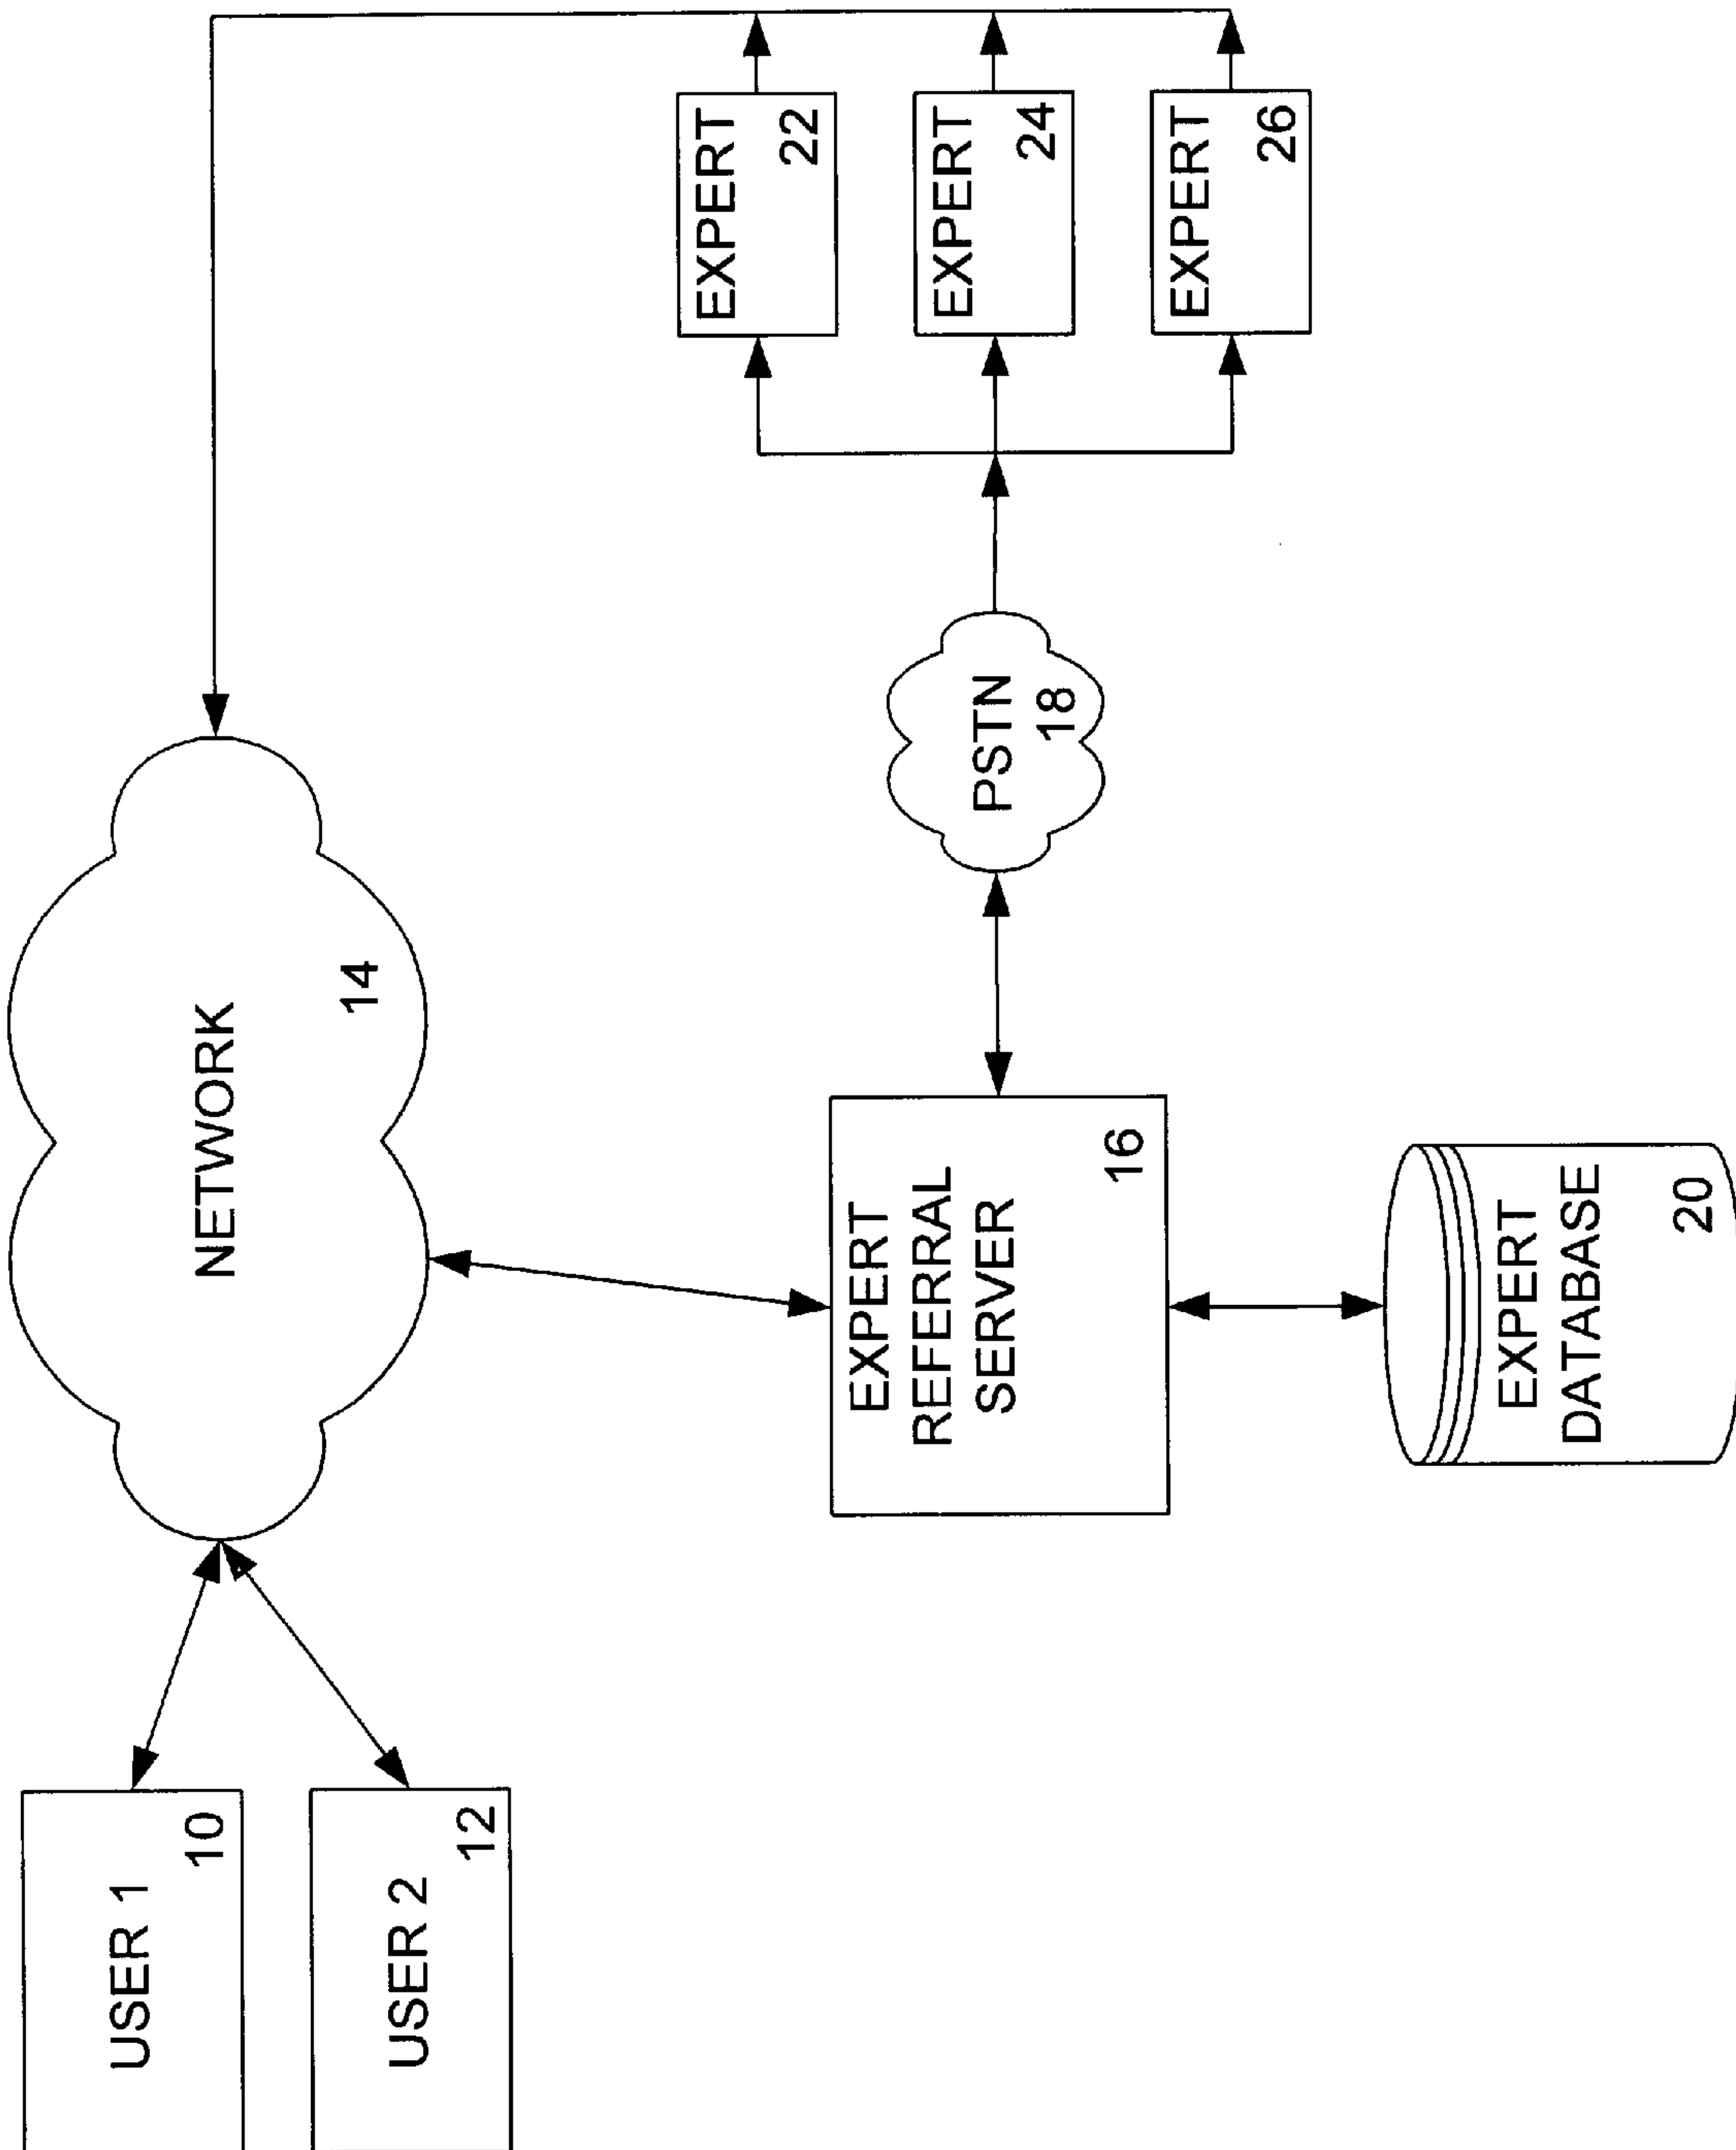 USER 1
10
USER 2
12
NETWORK
14
EXPERT
REFERRAL
SERVER
16
EXPERT
DATABASE
20
PSTN
18
EXPERT
22
EXPERT
24
EXPERT
26